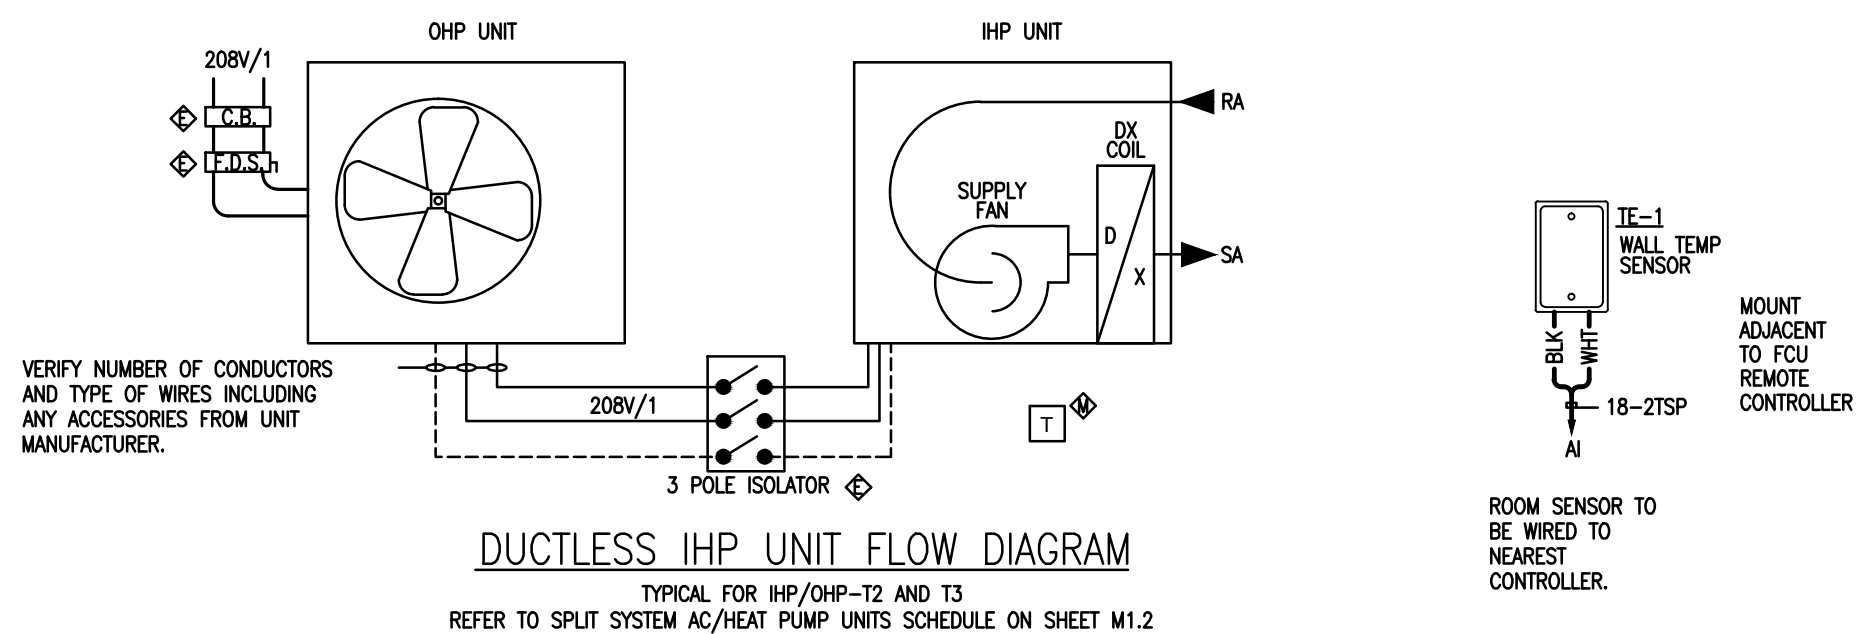 OHP UNIT
IHP UNIT
208V/1
E
C.B.
E
F.D.S.
RA
DX
COIL
SUPPLY
FAN
D
X
SA
TE-1
WALL TEMP
SENSOR
BLK
WHT
MOUNT
ADJACENT
TO FCU
REMOTE
CONTROLLER
18-2TSP
AI
VERIFY NUMBER OF CONDUCTORS
AND TYPE OF WIRES INCLUDING
ANY ACCESSORIES FROM UNIT
MANUFACTURER.
208V/1
T
M
3 POLE ISOLATOR
E
ROOM SENSOR TO
BE WIRED TO
NEAREST
CONTROLLER.
DUCTLESS IHP UNIT FLOW DIAGRAM
TYPICAL FOR IHP/OHP-T2 AND T3
REFER TO SPLIT SYSTEM AC/HEAT PUMP UNITS SCHEDULE ON SHEET M1.2